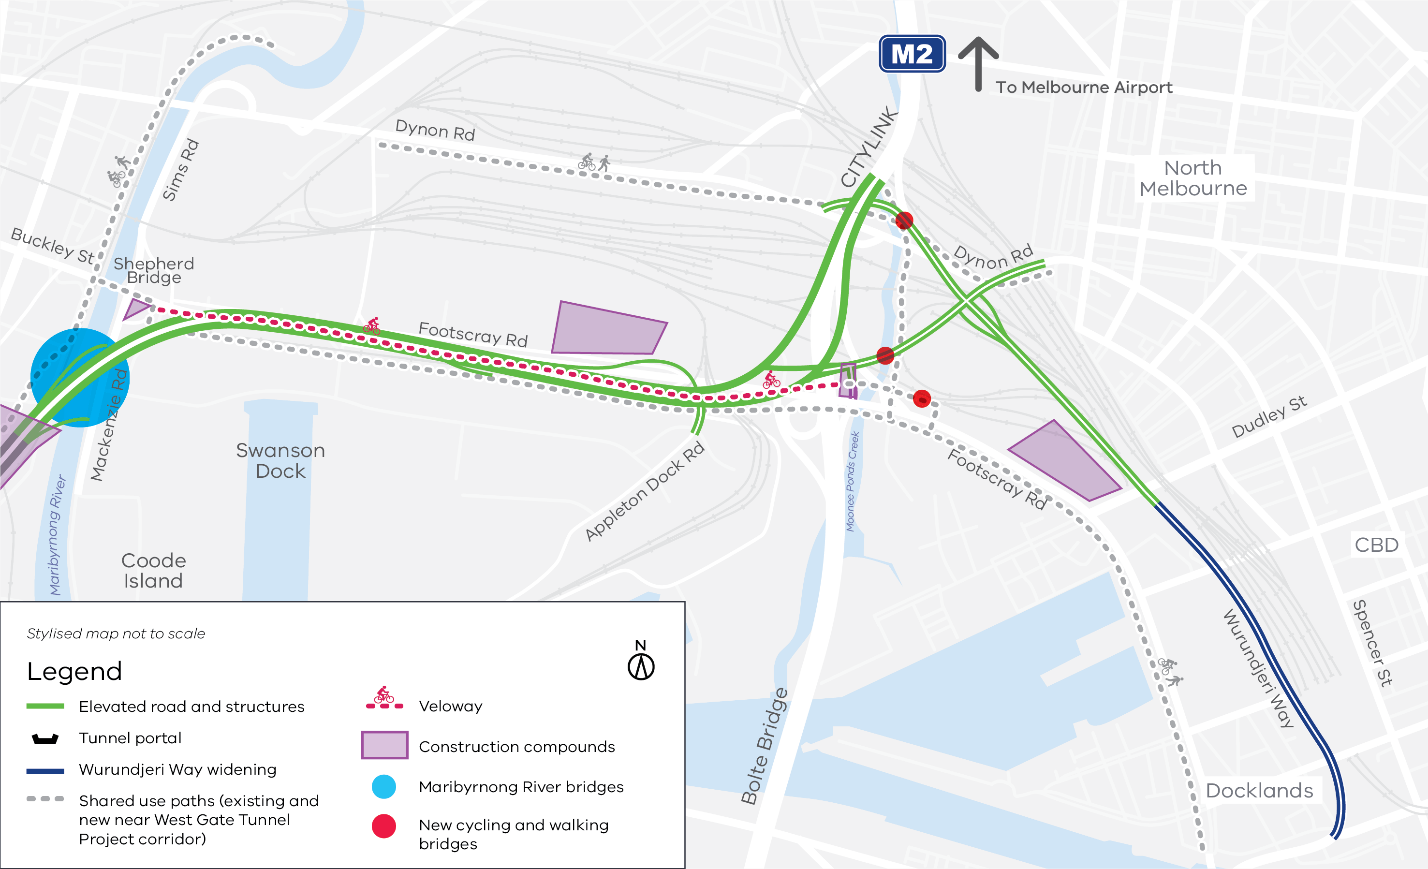 M2
To Melbourne Airport
CITYLINK
Dynon Rd
Sims Rd
North
Melbourne
Buckley St
Shepherd
Bridge
Dynon Rd
Footscray Rd
Mackenzie Rd
Dudley St
Swanson
Dock
Appleton Dock Rd
Moonee Ponds Creek
Footscray Rd
Maribyrnong River
Coode
Island
CBD
Spencer St
Wurundjeri Way
Bolte Bridge
Docklands
Stylised map not to scale
N
Legend
Elevated road and structures
Tunnel portal
Wurundjeri Way widening
Shared use paths (existing and
new near West Gate Tunnel
Project corridor)
Veloway
Construction compounds
Maribyrnong River bridges
New cycling and walking
bridges